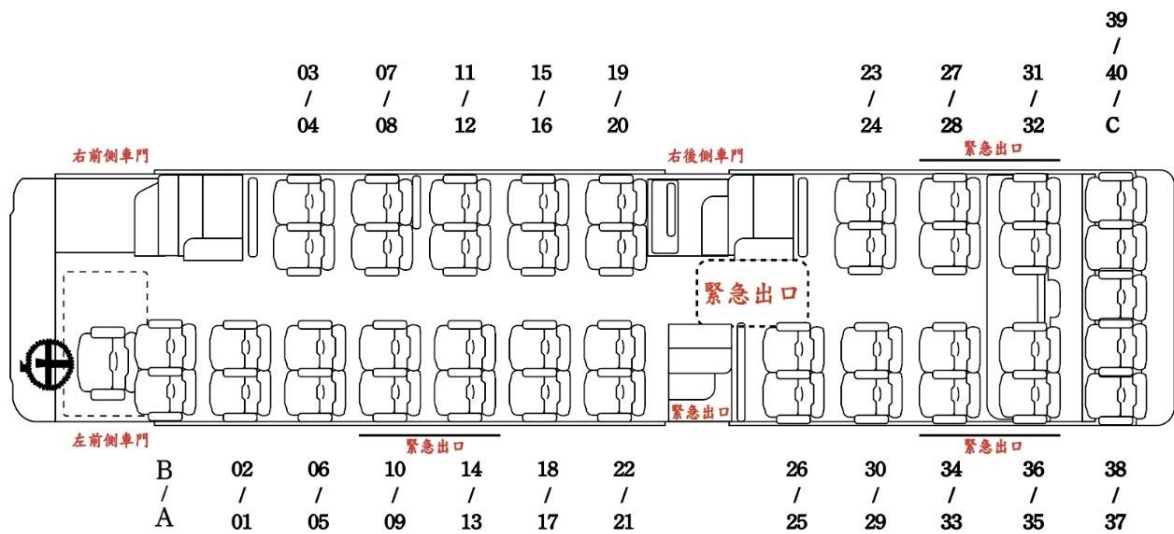 39
/
03 07 11 15 19 23 27 31 40
/ / / / / / / / /
04 08 12 16 20 24 28 32 C
右前側車門 右後側車門 緊急出口
緊急出口
緊急出口
左前側車門 緊急出口 緊急出口
B 02 06 10 14 18 22 26 30 34 36 38
/ / / / / / / / / / / /
A 01 05 09 13 17 21 25 29 33 35 37